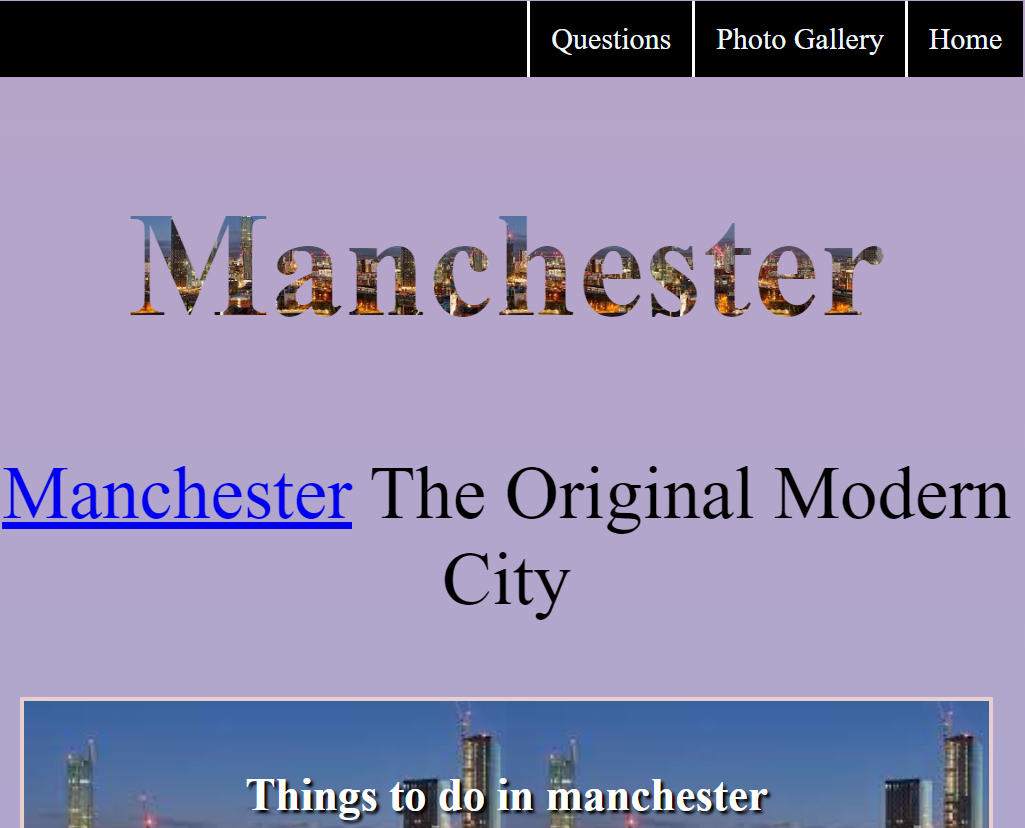 Questions Photo Gallery Home
Manchester
Manchester The Original Modern
City
Things to do in manchester